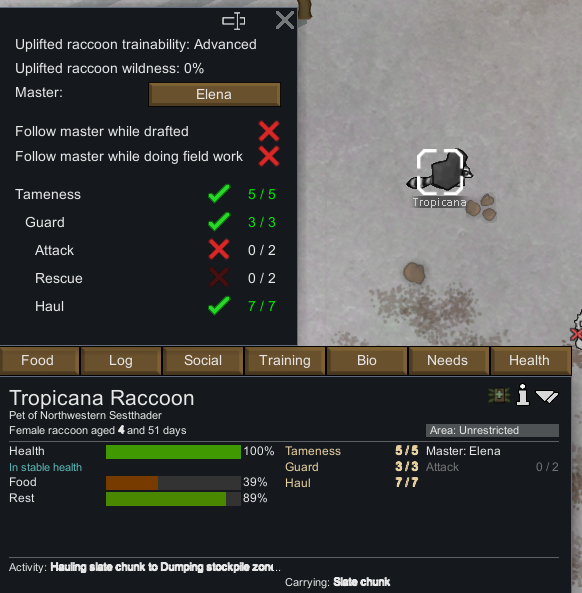 Uplifted raccoon trainability: Advanced
Uplifted raccoon wildness: 0%
Master: Elena
Follow master while drafted
Follow master while doing field work
Tameness 5 / 5
Guard 3 / 3
Attack 0 / 2
Rescue 0 / 2
Haul 7 / 7
Tropicana
Food Log Social Training Bio Needs Health
Tropicana Raccoon
Pet of Northwestern Sestthader
Female raccoon aged 4 and 51 days
Area: Unrestricted
Health 100% Tameness 5 / 5 Master: Elena
In stable health Guard 3 / 3 Attack 0 / 2
Food 39% Haul 7 / 7
Rest 89%
Activity: Hauling slate chunk to Dumping stockpile zone...
Carrying: Slate chunk